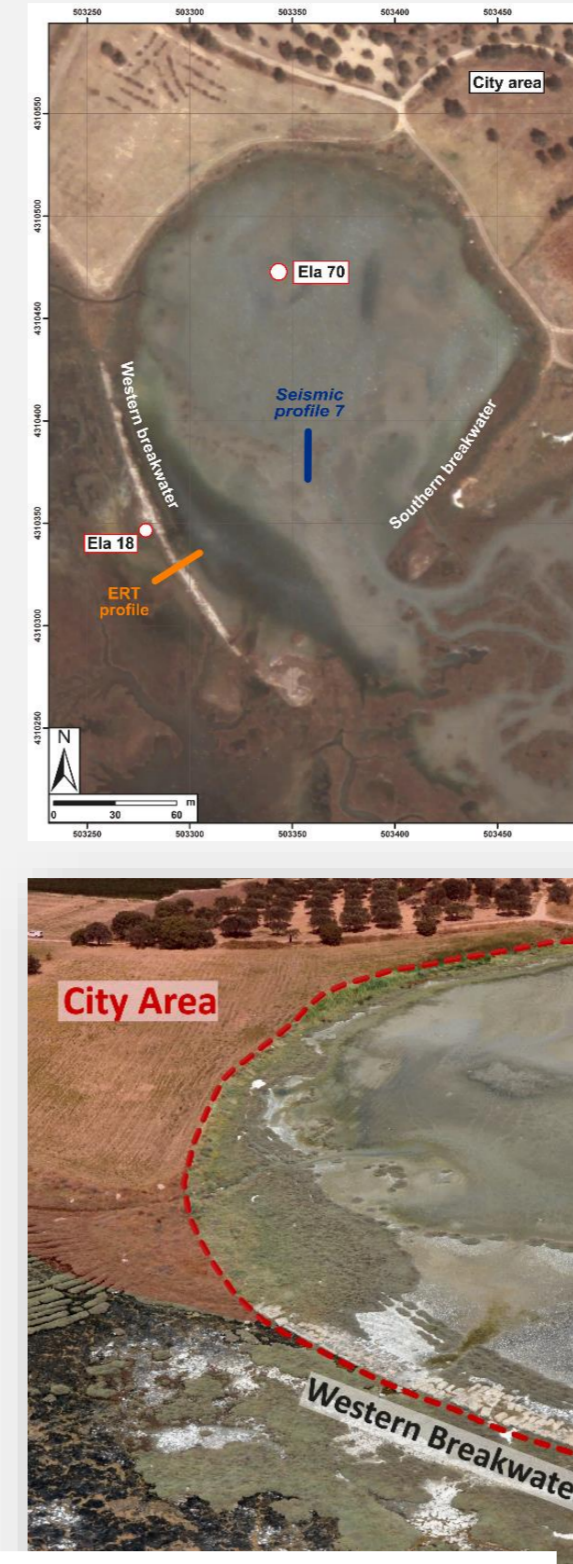 503250 503300 503350 503400 503450
City area
4310550
4310500
4310450
4310400
4310350
4310300
4310250
Ela 70
Seismic
profile 7
Western breakwater
Southern breakwater
Ela 18
ERT
profile
N
m
0 30 60
503250 503300 503350 503400 503450
City Area
Western Breakwate